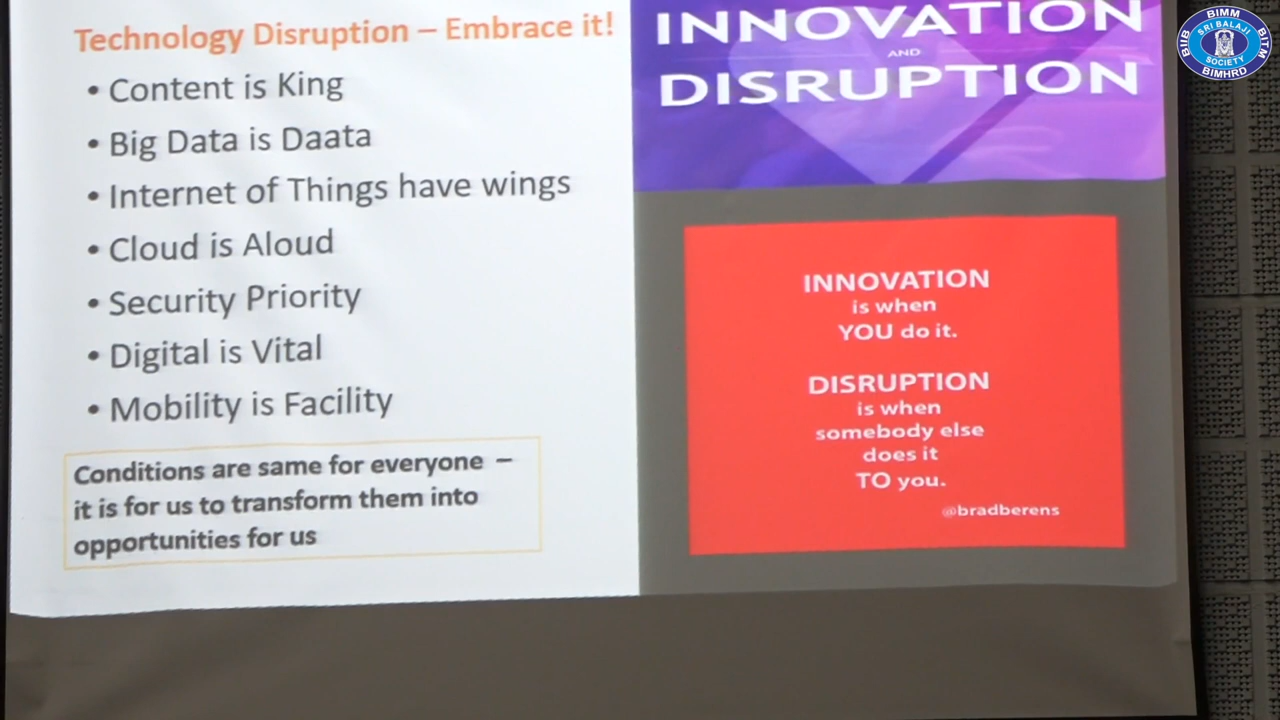 Technology Disruption – Embrace it!
• Content is King
• Big Data is Daata
• Internet of Things have wings
• Cloud is Aloud
• Security Priority
• Digital is Vital
• Mobility is Facility
Conditions are same for everyone –
it is for us to transform them into
opportunities for us
INNOVATION
AND
DISRUPTION
INNOVATION
is when
YOU do it.
DISRUPTION
is when
somebody else
does it
TO you.
@bradberens
BIMM
BIIB
SRI BALAJI
SOCIETY
BITM
BIMHRD